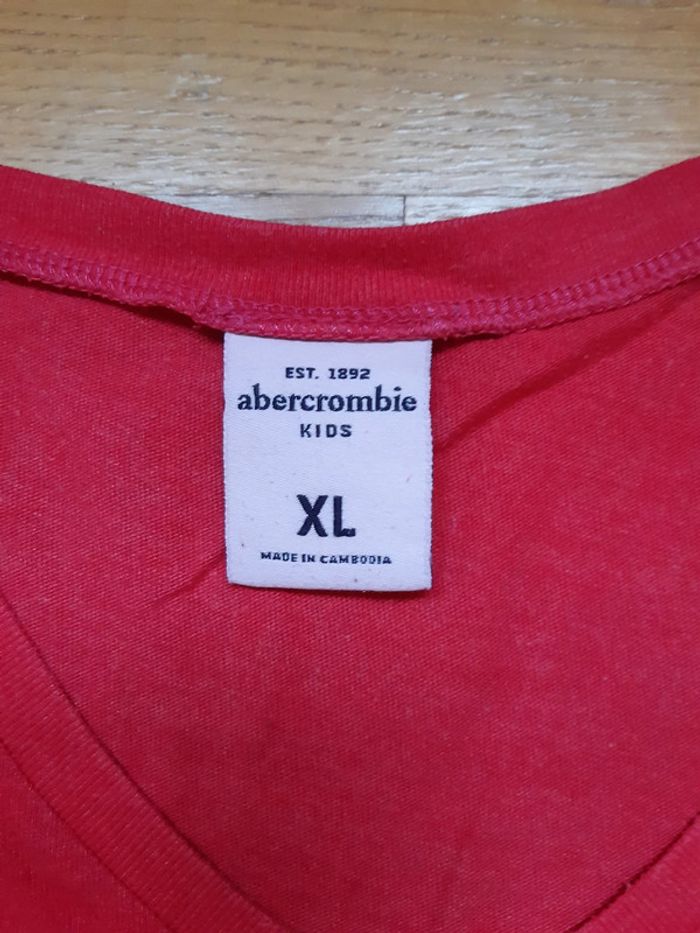 EST. 1892
abercrombie
KIDS
XL
MADE IN CAMBODIA